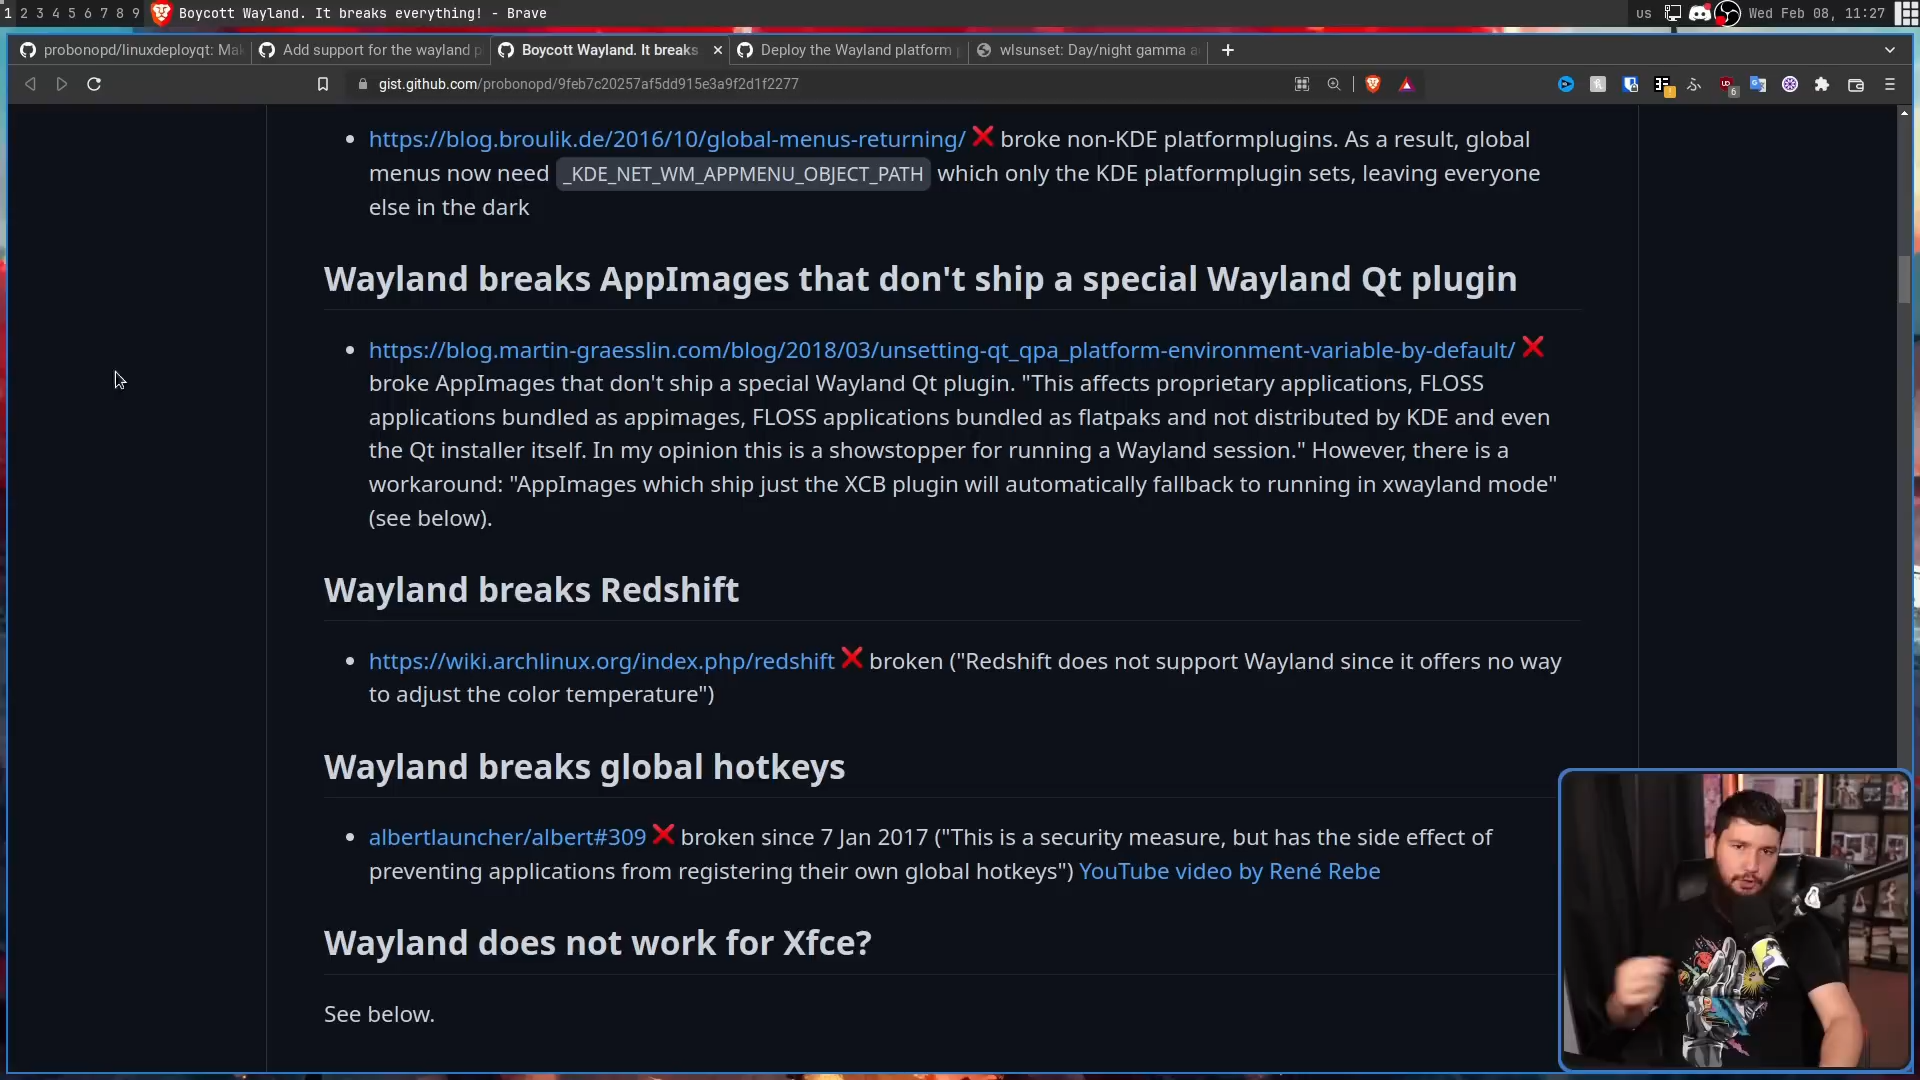 1 2 3 4 5 6 7 8 9 Boycott Wayland. It breaks everything! - Brave
us Wed Feb 08, 11:27
probonopd/linuxdeployqt: Mak
Add support for the wayland p
Boycott Wayland. It breaks
Deploy the Wayland platform p
wlsunset: Day/night gamma a
gist.github.com/probonopd/9feb7c20257af5dd915e3a9f2d1f2277
https://blog.broulik.de/2016/10/global-menus-returning/ ❌ broke non-KDE platformplugins. As a result, global
menus now need _KDE_NET_WM_APPMENU_OBJECT_PATH which only the KDE platformplugin sets, leaving everyone
else in the dark
Wayland breaks AppImages that don't ship a special Wayland Qt plugin
https://blog.martin-graesslin.com/blog/2018/03/unsetting-qt_qpa_platform-environment-variable-by-default/ ❌
broke AppImages that don't ship a special Wayland Qt plugin. "This affects proprietary applications, FLOSS
applications bundled as appimages, FLOSS applications bundled as flatpaks and not distributed by KDE and even
the Qt installer itself. In my opinion this is a showstopper for running a Wayland session." However, there is a
workaround: "AppImages which ship just the XCB plugin will automatically fallback to running in xwayland mode"
(see below).
Wayland breaks Redshift
https://wiki.archlinux.org/index.php/redshift ❌ broken ("Redshift does not support Wayland since it offers no way
to adjust the color temperature")
Wayland breaks global hotkeys
albertlauncher/albert#309 ❌ broken since 7 Jan 2017 ("This is a security measure, but has the side effect of
preventing applications from registering their own global hotkeys") YouTube video by René Rebe
Wayland does not work for Xfce?
See below.